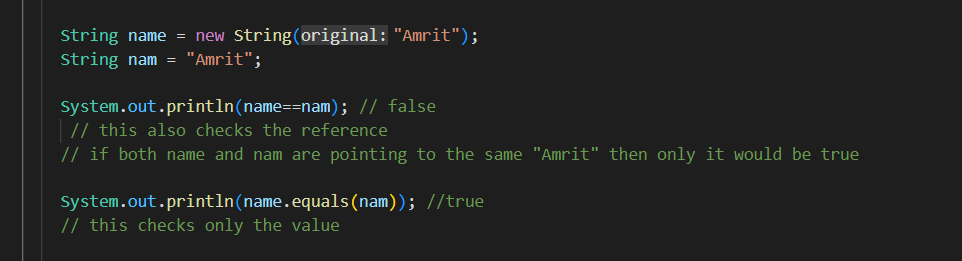 String name = new String(original: "Amrit");
String nam = "Amrit";
System.out.println(name==nam); // false
// this also checks the reference
// if both name and nam are pointing to the same "Amrit" then only it would be true
System.out.println(name.equals(nam)); //true
// this checks only the value